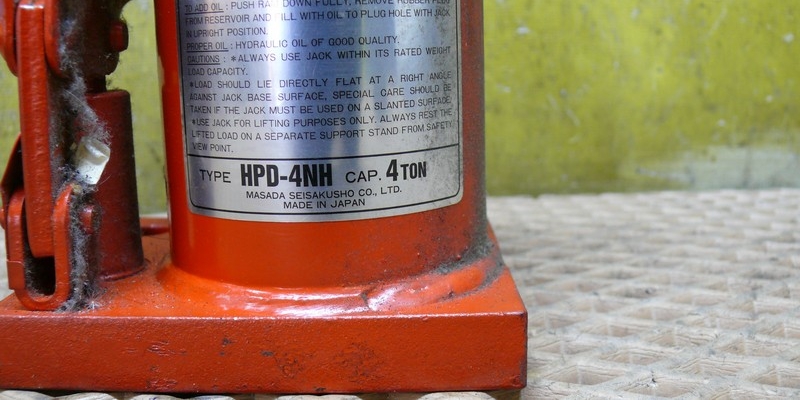 TO ADD OIL : PUSH RAM DOWN FULLY, REMOVE RUBBER PLUG
FROM RESERVOIR AND FILL WITH OIL TO PLUG HOLE WITH JACK
IN UPRIGHT POSITION.
PROPER OIL : HYDRAULIC OIL OF GOOD QUALITY.
CAUTIONS : *ALWAYS USE JACK WITHIN ITS RATED WEIGHT
LOAD CAPACITY.
*LOAD SHOULD LIE DIRECTLY FLAT AT A RIGHT ANGLE
AGAINST JACK BASE SURFACE, SPECIAL CARE SHOULD BE
TAKEN IF THE JACK MUST BE USED ON A SLANTED SURFACE.
*USE JACK FOR LIFTING PURPOSES ONLY. ALWAYS REST THE
LIFTED LOAD ON A SEPARATE SUPPORT STAND FROM SAFETY
VIEW POINT.
TYPE HPD-4NH CAP. 4 TON
MASADA SEISAKUSHO CO., LTD.
MADE IN JAPAN